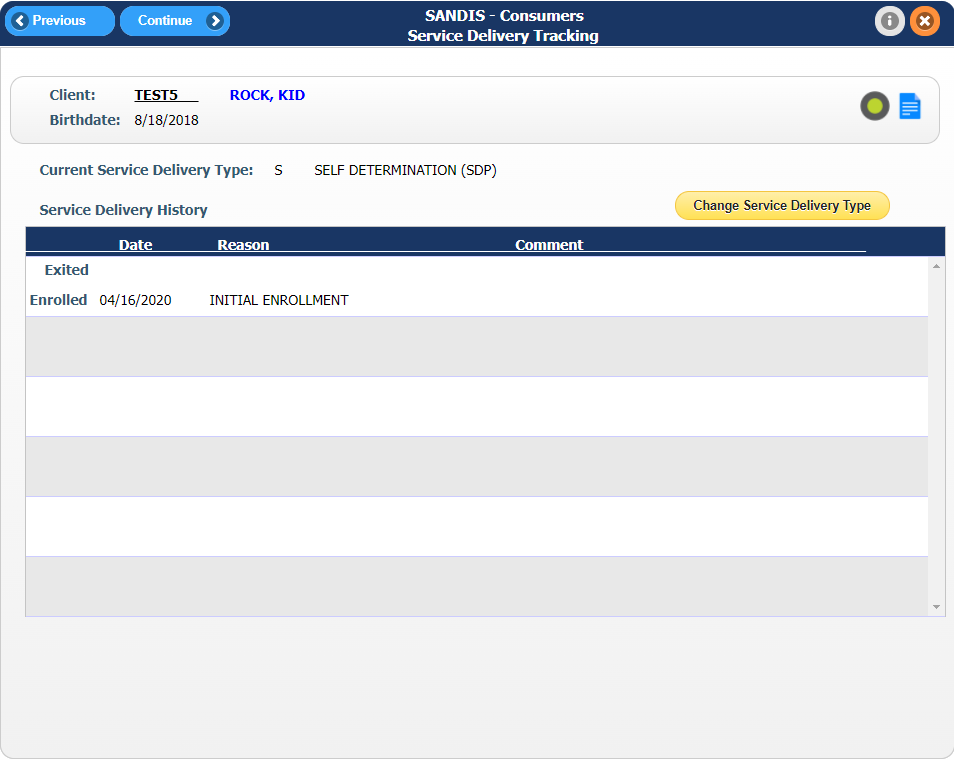 Previous Continue SANDIS - Consumers
Service Delivery Tracking
Client: TEST5 ROCK, KID
Birthdate: 8/18/2018
Current Service Delivery Type: S SELF DETERMINATION (SDP)
Service Delivery History Change Service Delivery Type
Date Reason Comment
Exited
Enrolled 04/16/2020 INITIAL ENROLLMENT